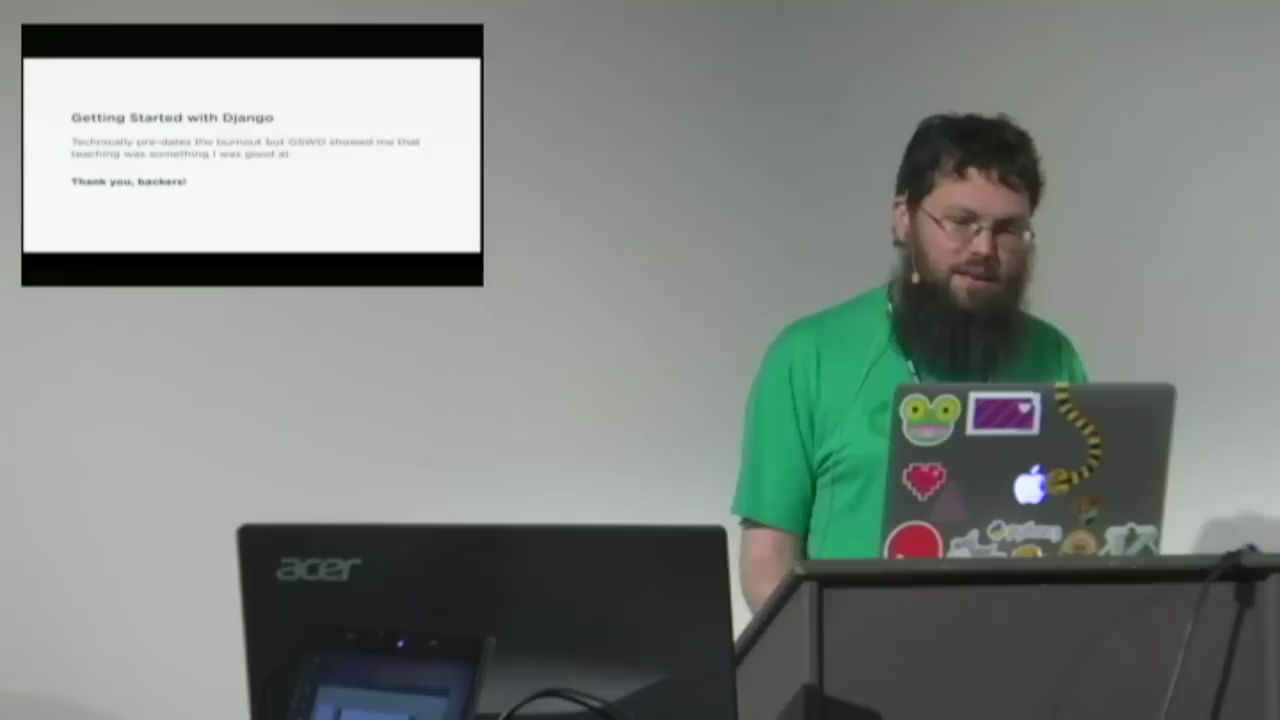 Getting Started with Django
Technically pre-dates the burnout but GSWD showed me that
teaching was something I was good at.
Thank you, backers!
acer
python